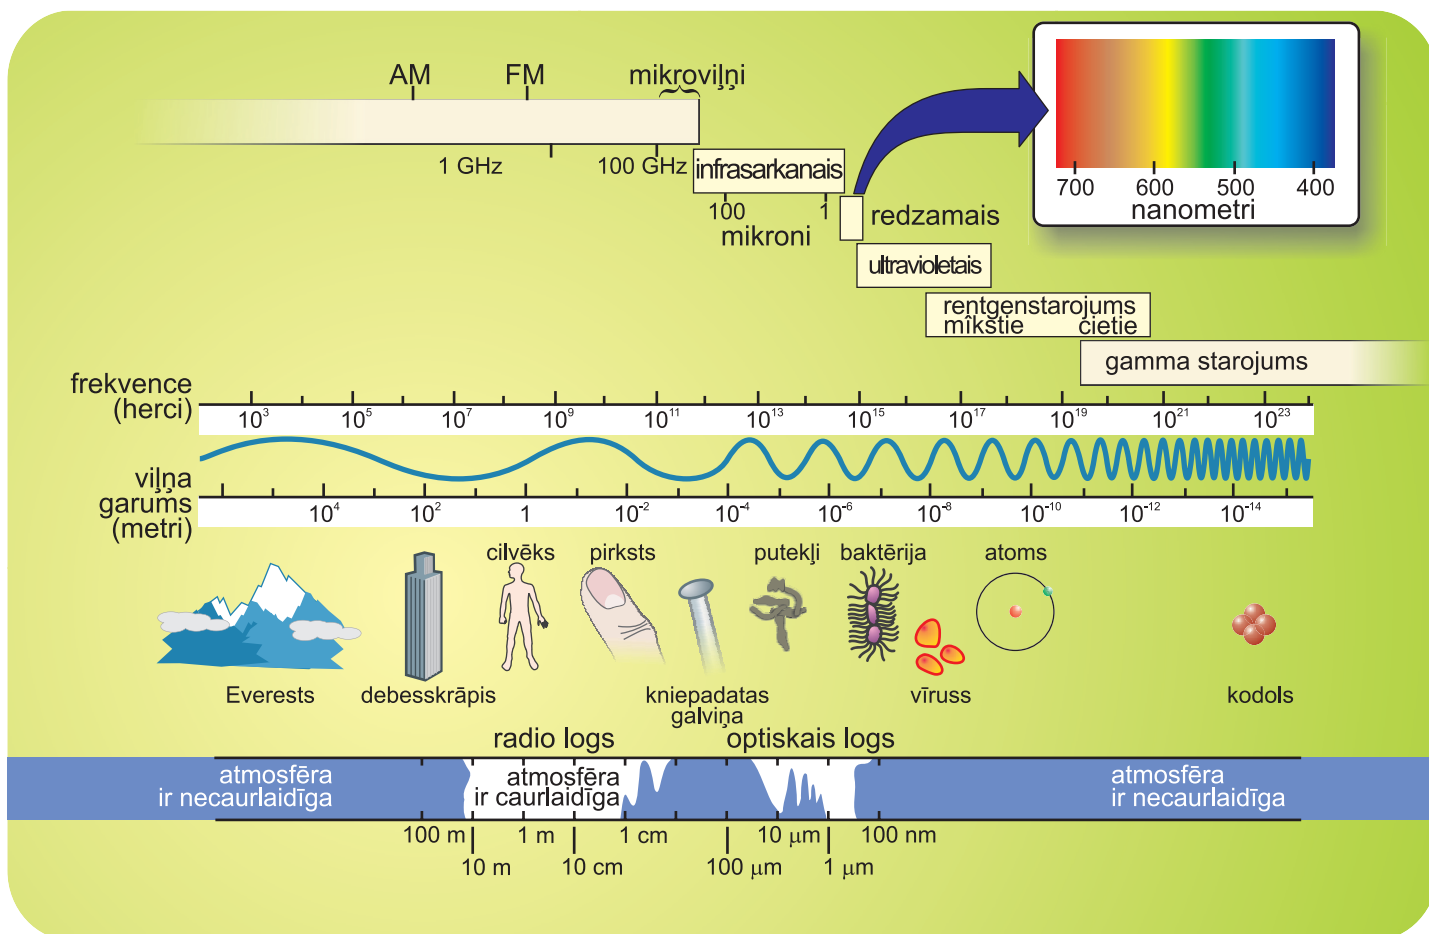 AM FM mikroviļņi
1 GHz 100 GHz
infrasarkanais
100 1
mikroni
redzamais
700 600 500 400
nanometri
ultravioletais
rentgenstarojums
mîkstie cietie
gamma starojums
frekvence
(herci)
10³ 10⁵ 10⁷ 10⁹ 10¹¹ 10¹³ 10¹⁵ 10¹⁷ 10¹⁹ 10²¹ 10²³
viļņa
garums
(metri)
10⁴ 10² 1 10⁻² 10⁻⁴ 10⁻⁶ 10⁻⁸ 10⁻¹⁰ 10⁻¹² 10⁻¹⁴
cilvēks pirksts putekļi baktērija atoms
Everests debesskrāpis kniepadatas
galviņa
vīruss kodols
radio logs optiskais logs
atmosfēra
ir necaurlaidīga
atmosfēra
ir caurlaidīga
atmosfēra
ir necaurlaidīga
100 m 1 m 1 cm 10 μm 100 nm
10 m 10 cm 100 μm 1 μm